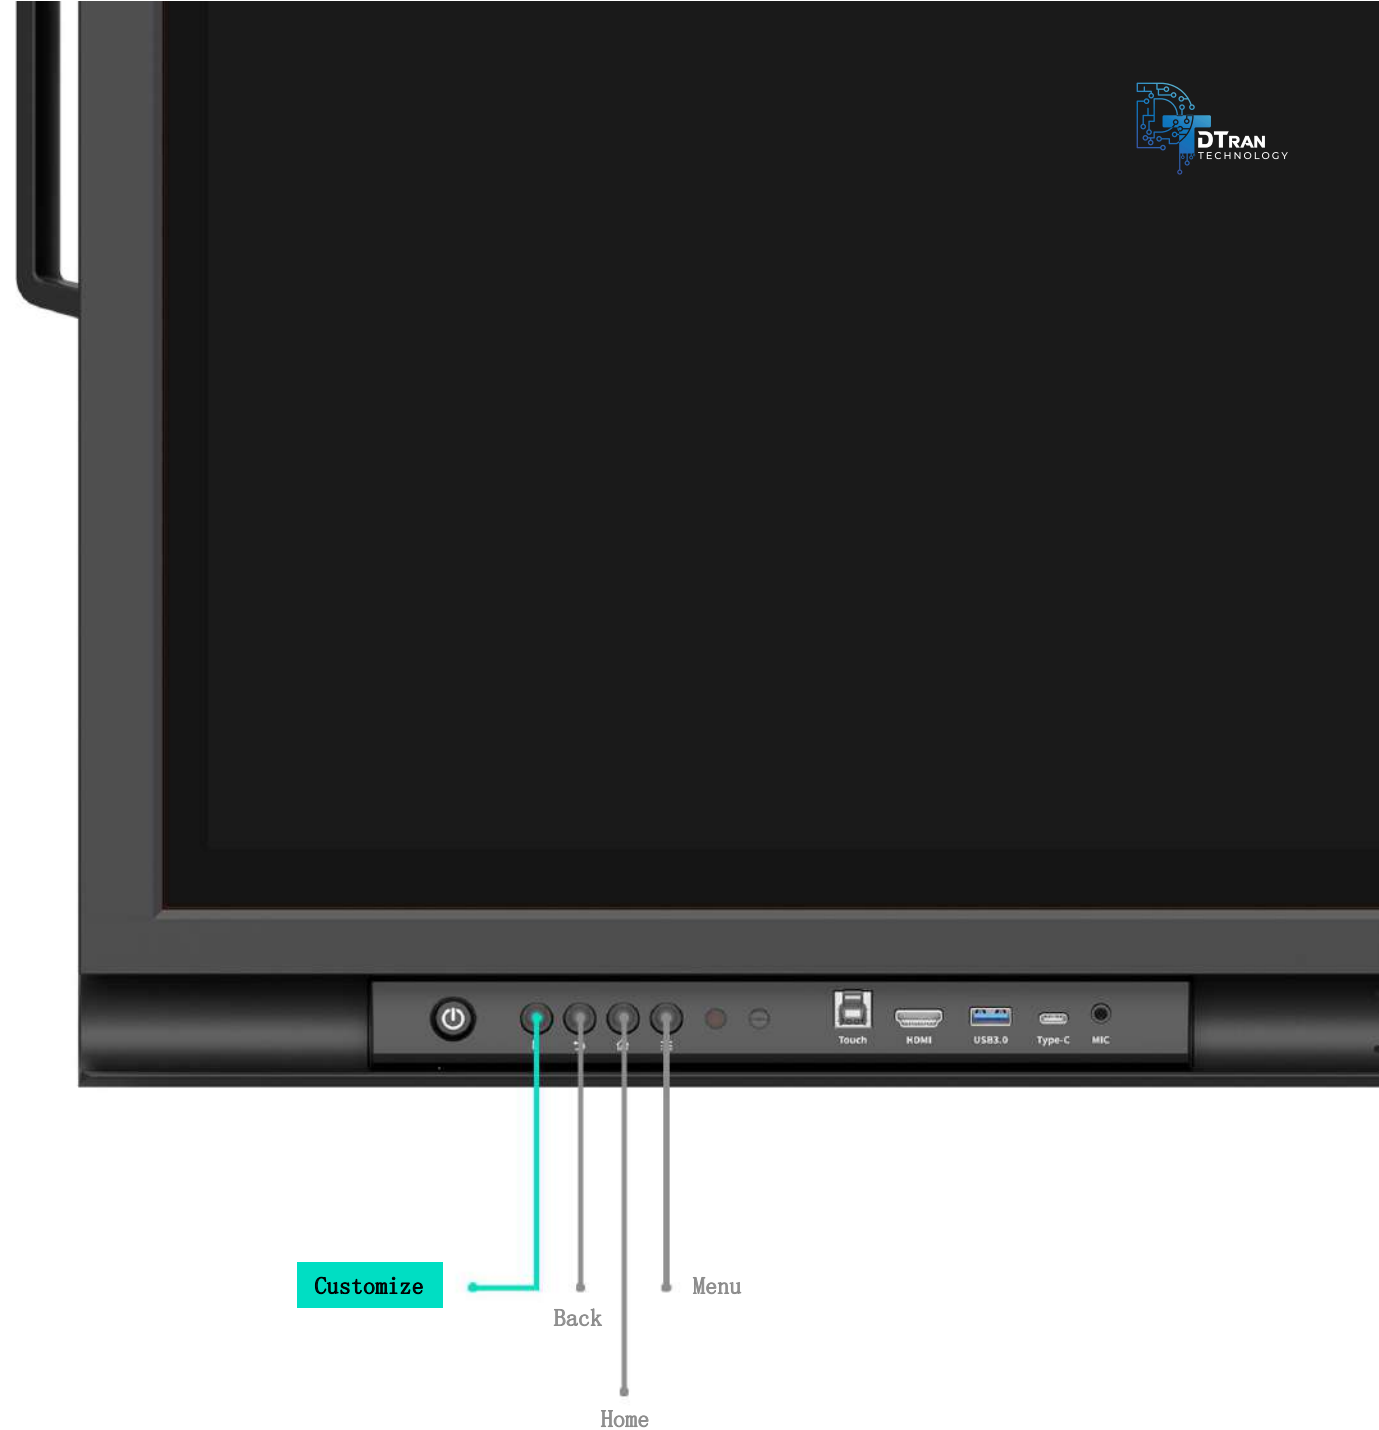 DTRAN
TECHNOLOGY
Touch
HDMI
USB3.0
Type-C
MIC
Customize
Menu
Back
Home